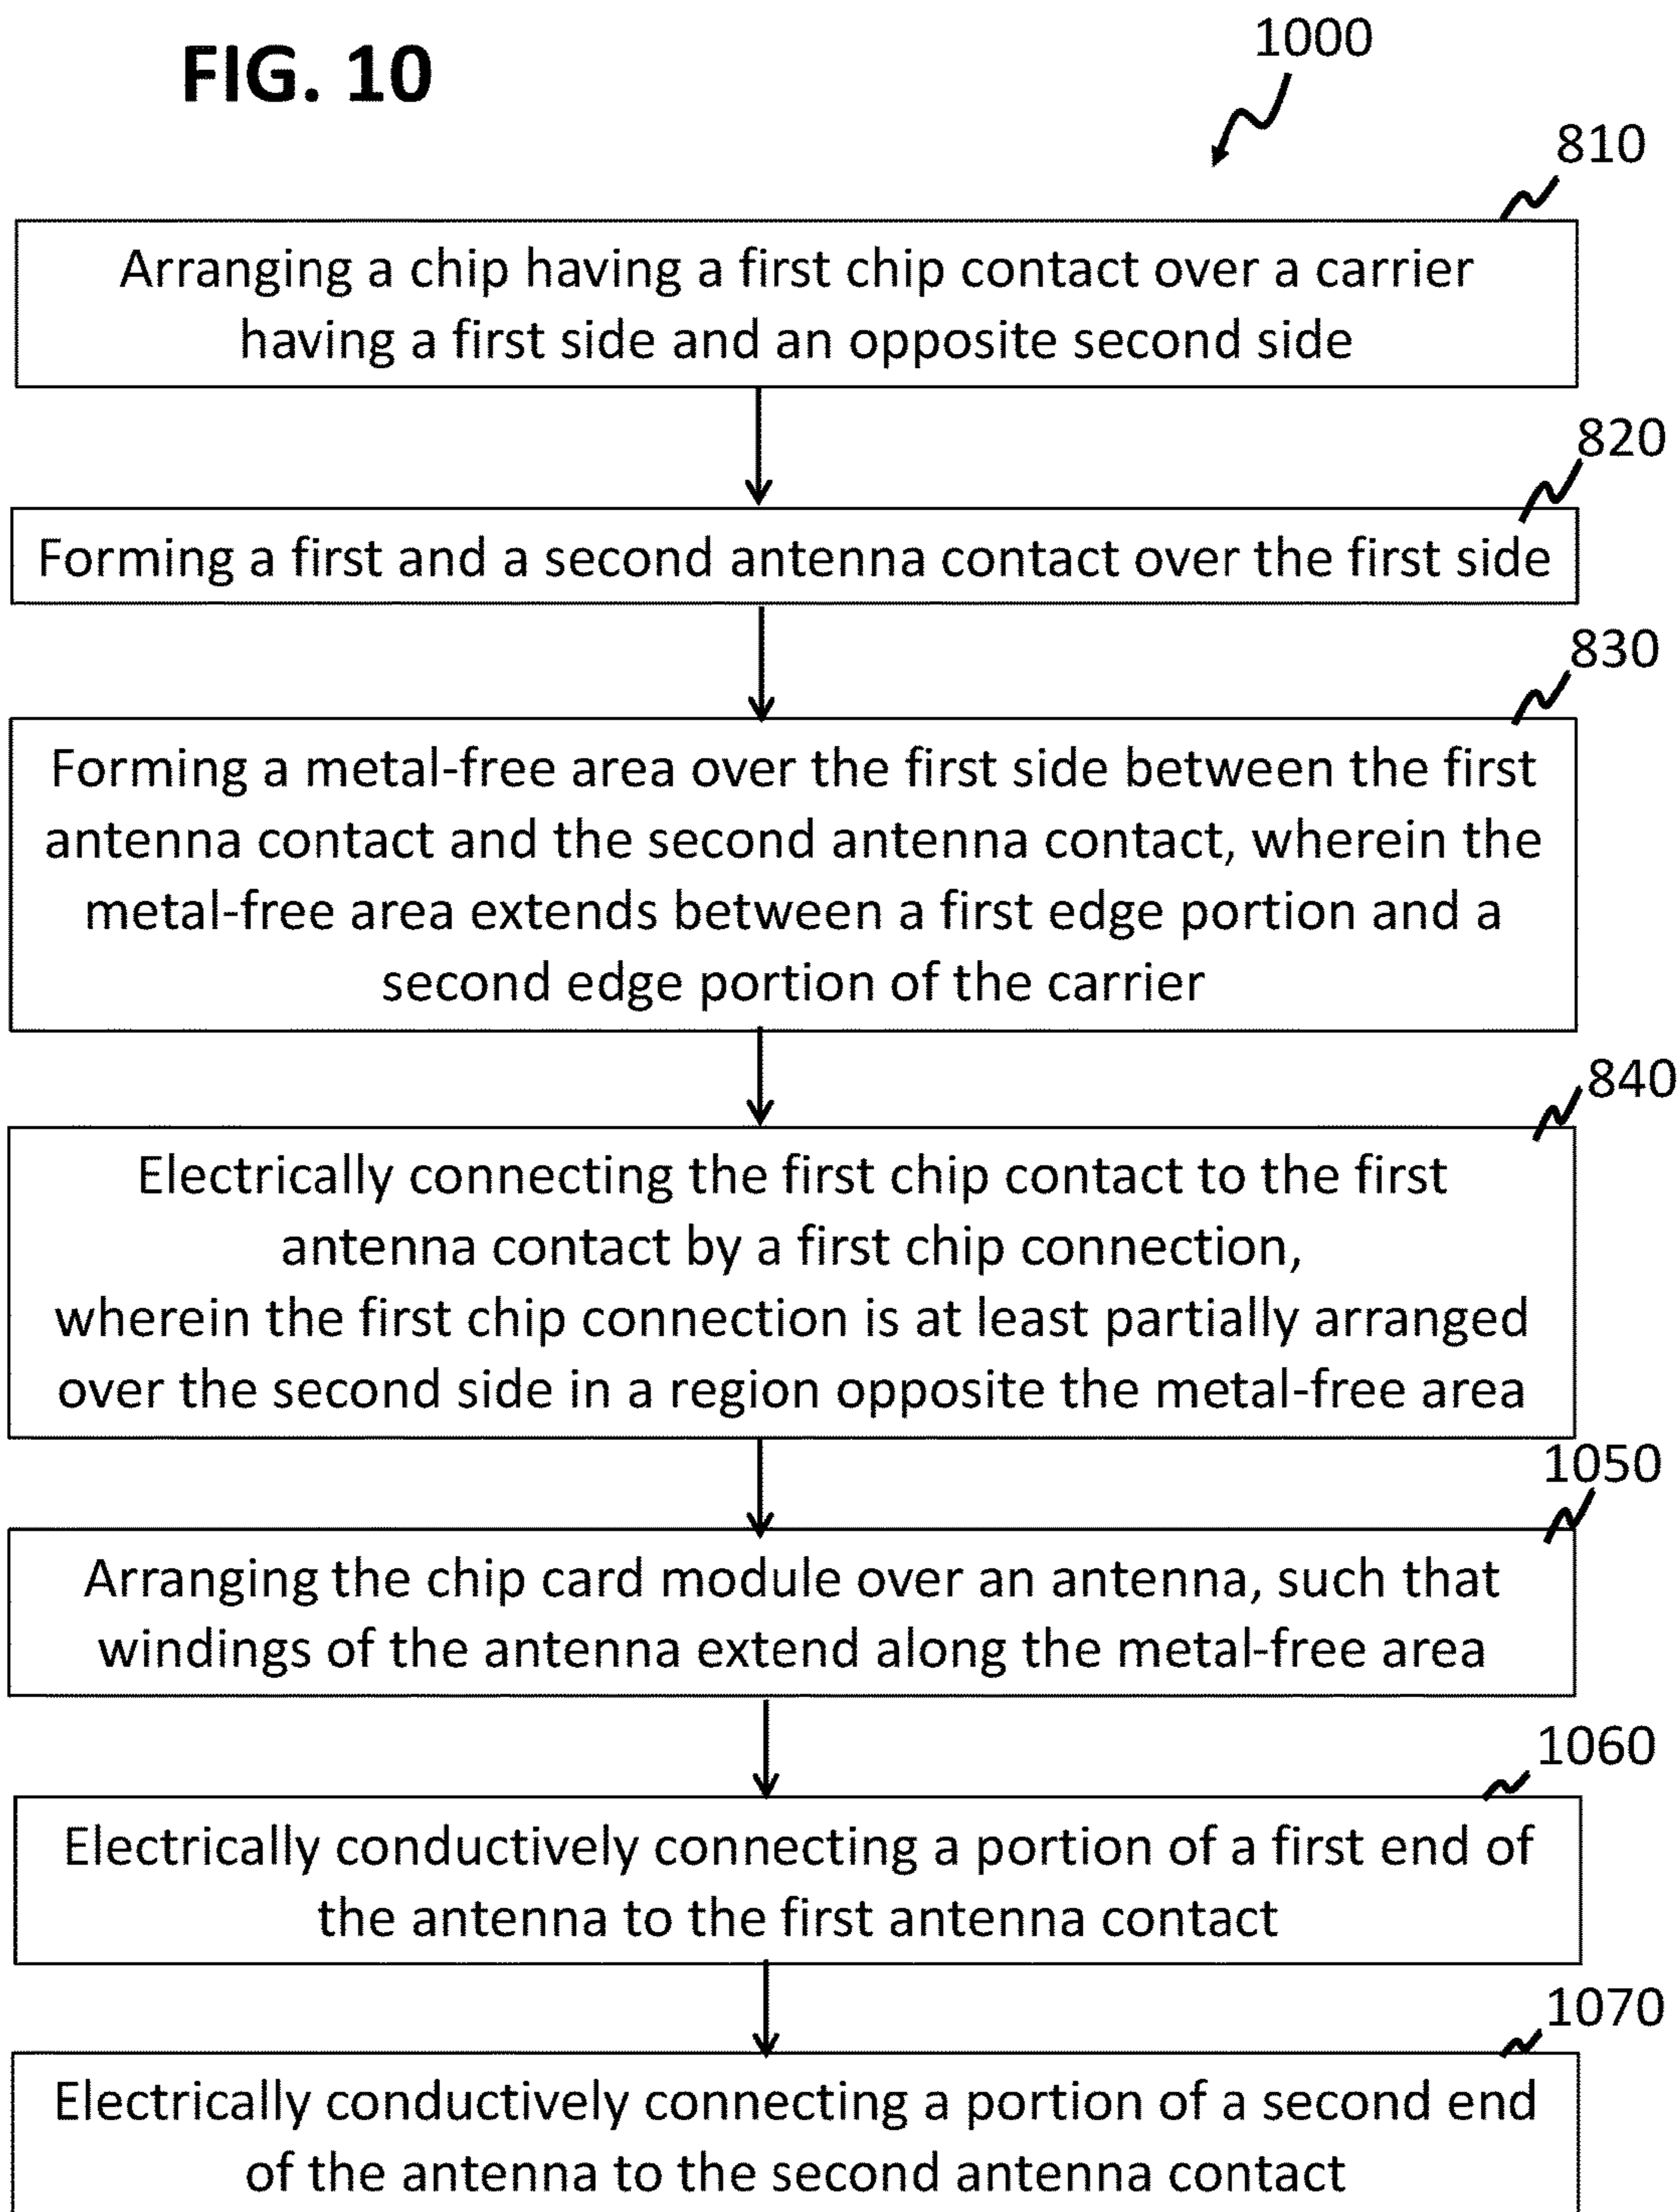 FIG. 10
1000
810
Arranging a chip having a first chip contact over a carrier
having a first side and an opposite second side
820
Forming a first and a second antenna contact over the first side
830
Forming a metal-free area over the first side between the first
antenna contact and the second antenna contact, wherein the
metal-free area extends between a first edge portion and a
second edge portion of the carrier
840
Electrically connecting the first chip contact to the first
antenna contact by a first chip connection,
wherein the first chip connection is at least partially arranged
over the second side in a region opposite the metal-free area
1050
Arranging the chip card module over an antenna, such that
windings of the antenna extend along the metal-free area
1060
Electrically conductively connecting a portion of a first end of
the antenna to the first antenna contact
1070
Electrically conductively connecting a portion of a second end
of the antenna to the second antenna contact